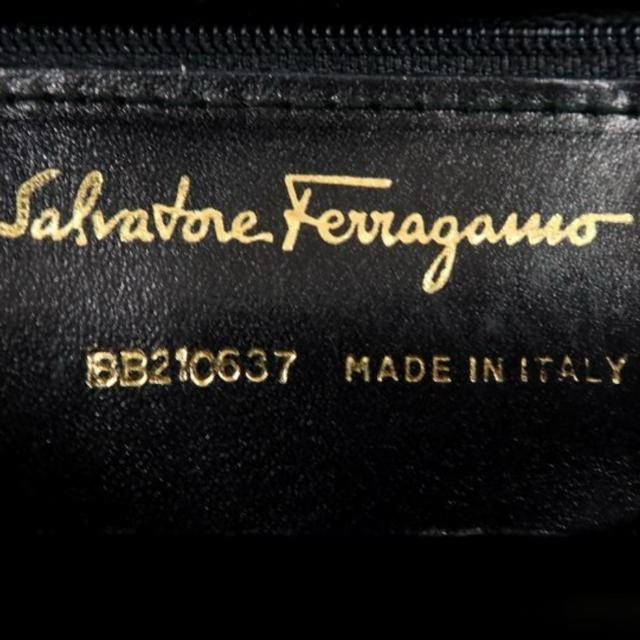 Salvatore Ferragamo
BB210637 MADE IN ITALY